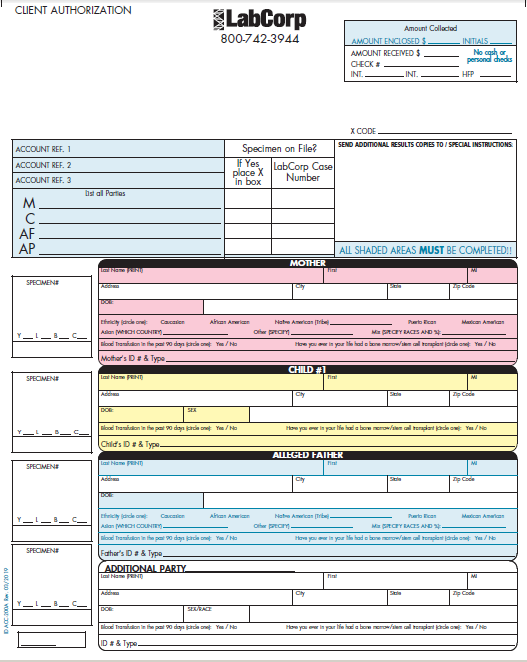 CLIENT AUTHORIZATION
LabCorp
800-742-3944
Amount Collected
AMOUNT ENCLOSED $ INITIALS
AMOUNT RECEIVED $ No cash or personal checks
CHECK #
INT. INT. HFP
X CODE
ACCOUNT REF. 1
ACCOUNT REF. 2
ACCOUNT REF. 3
List all Parties
M
C
AF
AP
Specimen on File?
If Yes place X in box
LabCorp Case Number
SEND ADDITIONAL RESULTS COPIES TO / SPECIAL INSTRUCTIONS:
ALL SHADED AREAS MUST BE COMPLETED!!
MOTHER
SPECIMEN#
Y L B C
Last Name (PRINT) First MI
Address City State Zip Code
DOB:
Ethnicity (circle one): Caucasian African American Native American (Tribe) Puerto Rican Mexican American
Asian (WHICH COUNTRY) Other (SPECIFY) Mix (SPECIFY RACES AND %):
Blood Transfusion in the past 90 days (circle one): Yes / No Have you ever in your life had a bone marrow/stem cell transplant (circle one): Yes / No
Mother's ID # & Type
CHILD #1
SPECIMEN#
Y L B C
Last Name (PRINT) First MI
Address City State Zip Code
DOB: SEX
Blood Transfusion in the past 90 days (circle one): Yes / No Have you ever in your life had a bone marrow/stem cell transplant (circle one): Yes / No
Child's ID # & Type
ALLEGED FATHER
SPECIMEN#
Y L B C
Last Name (PRINT) First MI
Address City State Zip Code
DOB:
Ethnicity (circle one): Caucasian African American Native American (Tribe) Puerto Rican Mexican American
Asian (WHICH COUNTRY) Other (SPECIFY) Mix (SPECIFY RACES AND %):
Blood Transfusion in the past 90 days (circle one): Yes / No Have you ever in your life had a bone marrow/stem cell transplant (circle one): Yes / No
Father's ID # & Type
ADDITIONAL PARTY
SPECIMEN#
Y L B C
Last Name (PRINT) First MI
Address City State Zip Code
DOB: SEX/RACE
Blood Transfusion in the past 90 days (circle one): Yes / No Have you ever in your life had a bone marrow/stem cell transplant (circle one): Yes / No
ID # & Type